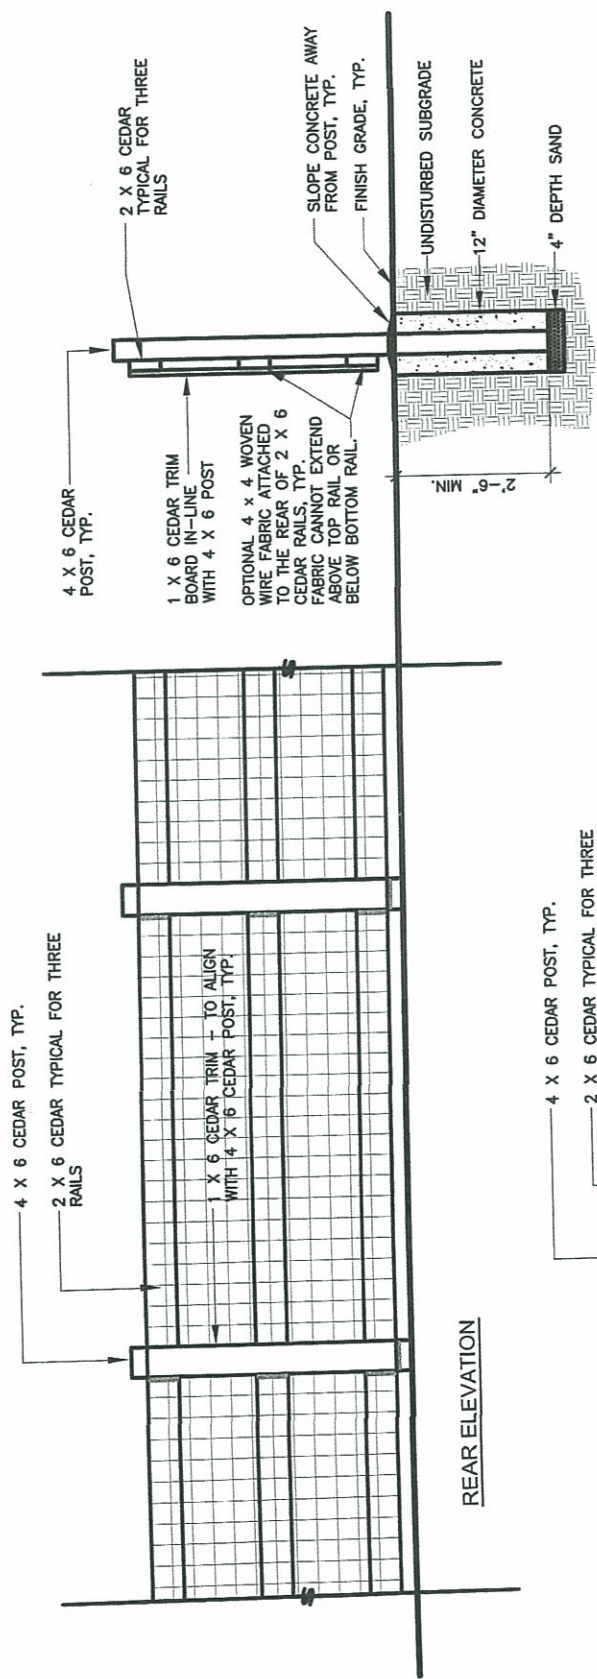 4 X 6 CEDAR POST, TYP.
2 X 6 CEDAR TYPICAL FOR THREE
RAILS
1 X 6 CEDAR TRIM - TO ALIGN
WITH 4 X 6 CEDAR POST, TYP.
REAR ELEVATION
4 X 6 CEDAR
POST, TYP.
2 X 6 CEDAR
TYPICAL FOR THREE
RAILS
1 X 6 CEDAR TRIM
BOARD IN-LINE
WITH 4 X 6 POST
OPTIONAL 4 x 4 WOVEN
WIRE FABRIC ATTACHED
TO THE REAR OF 2 X 6
CEDAR RAILS, TYP.
FABRIC CANNOT EXTEND
ABOVE TOP RAIL OR
BELOW BOTTOM RAIL.
SLOPE CONCRETE AWAY
FROM POST, TYP.
FINISH GRADE, TYP.
UNDISTURBED SUBGRADE
12" DIAMETER CONCRETE
4" DEPTH SAND
2'-6" MIN.
4 X 6 CEDAR POST, TYP.
2 X 6 CEDAR TYPICAL FOR THREE